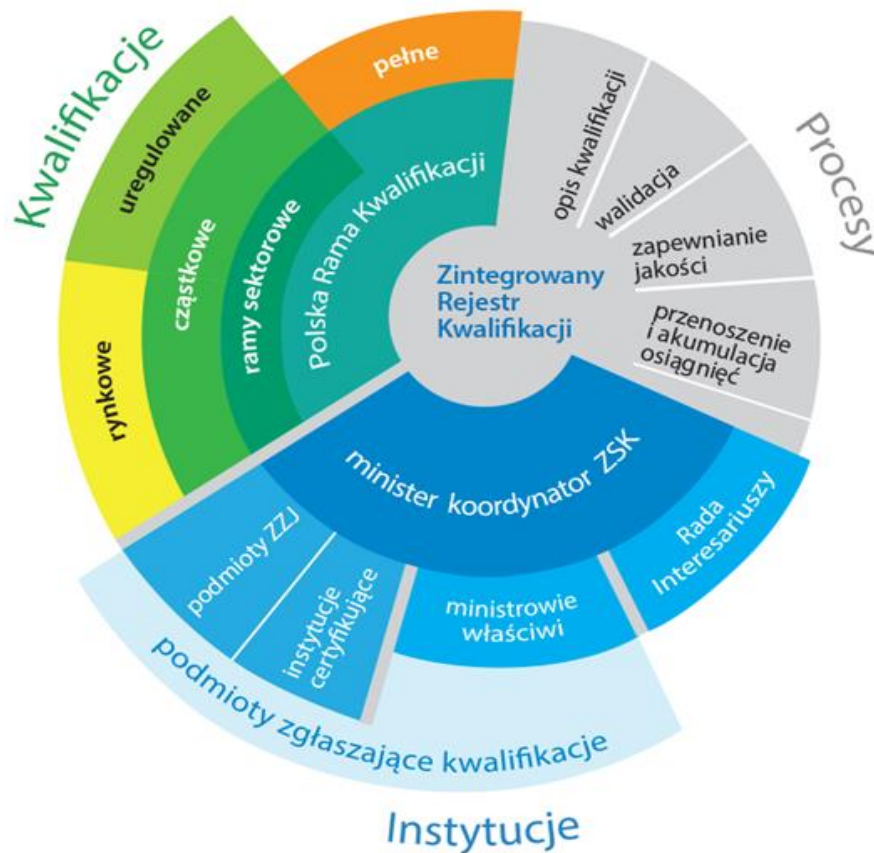 Kwalifikacje
uregulowane
pełne
cząstkowe
rynkowe
ramy sektorowe
Polska Rama Kwalifikacji
Zintegrowany
Rejestr
Kwalifikacji
Procesy
opis kwalifikacji
walidacja
zapewnianie
jakości
przenoszenie
i akumulacja
osiągnięć
minister koordynator ZSK
podmioty ZZJ
instytucje
certyfikujące
ministrowie
właściwi
Rada
Interesariuszy
podmioty zgłaszające kwalifikacje
Instytucje